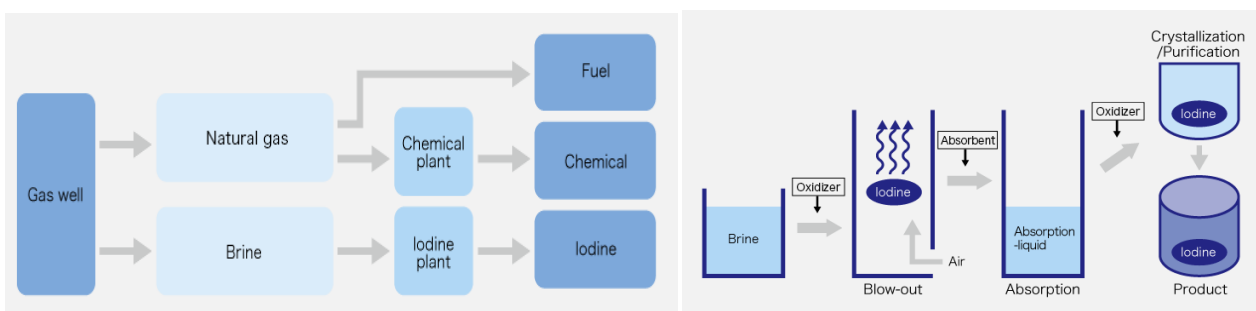 Gas well
Natural gas
Brine
Chemical
plant
Iodine
plant
Fuel
Chemical
Iodine
Brine
Oxidizer
Iodine
Air
Blow-out
Absorbent
Absorption
-liquid
Absorption
Oxidizer
Crystallization
/Purification
Iodine
Iodine
Product